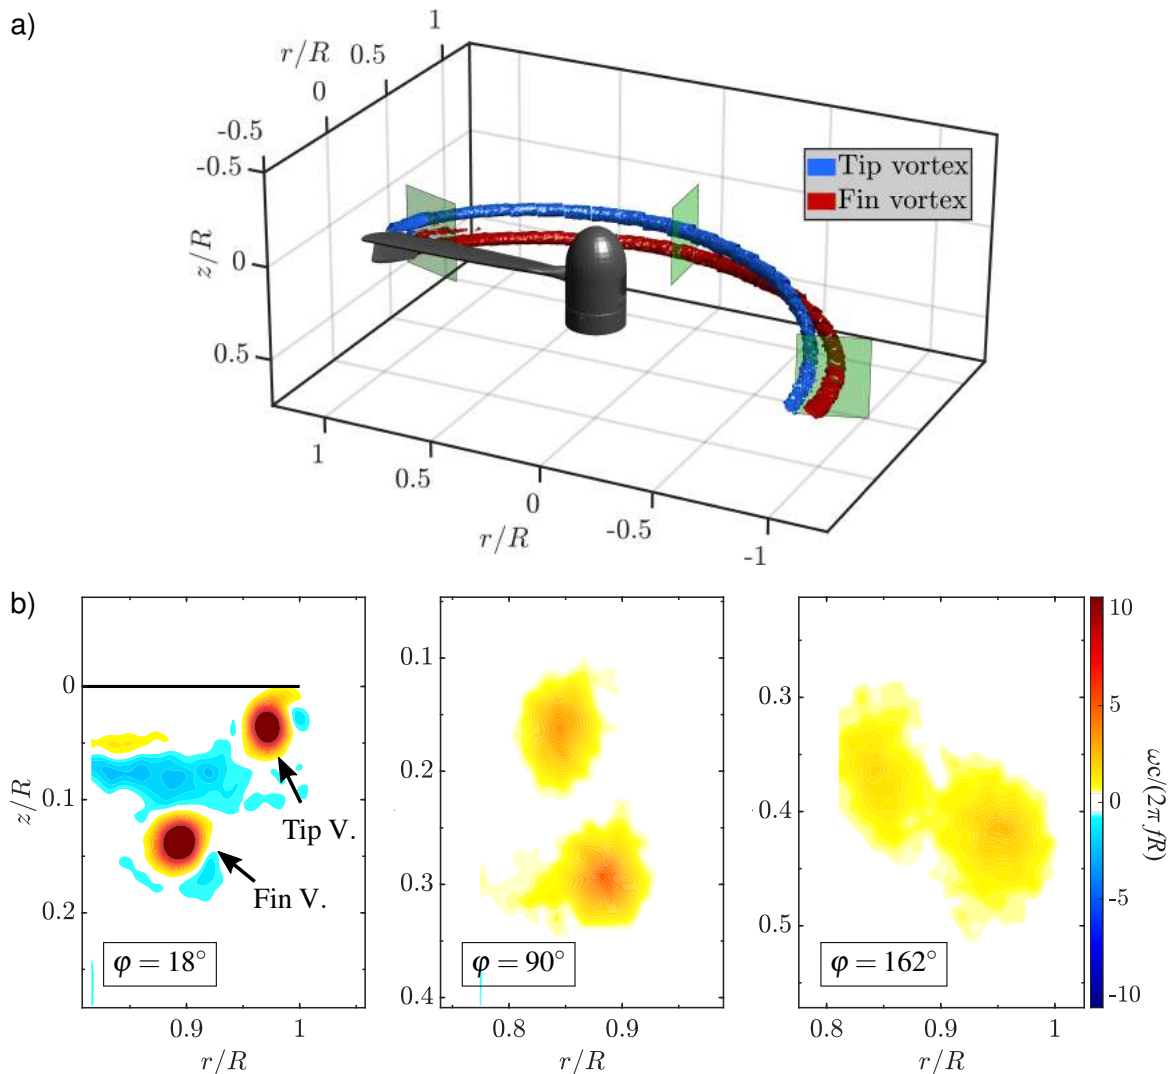 a)
1
r/R 0.5
0
-0.5
-0.5
z/R
0
0.5
Tip vortex
Fin vortex
1
0.5
0
-0.5
-1
r/R
b)
0
0.1
0.2
z/R
Tip V.
Fin V.
φ = 18°
0.9
1
r/R
0.1
0.2
0.3
0.4
φ = 90°
0.8
0.9
r/R
0.3
0.4
0.5
φ = 162°
0.8
0.9
1
r/R
10
5
0
-5
-10
ωc/(2π fR)